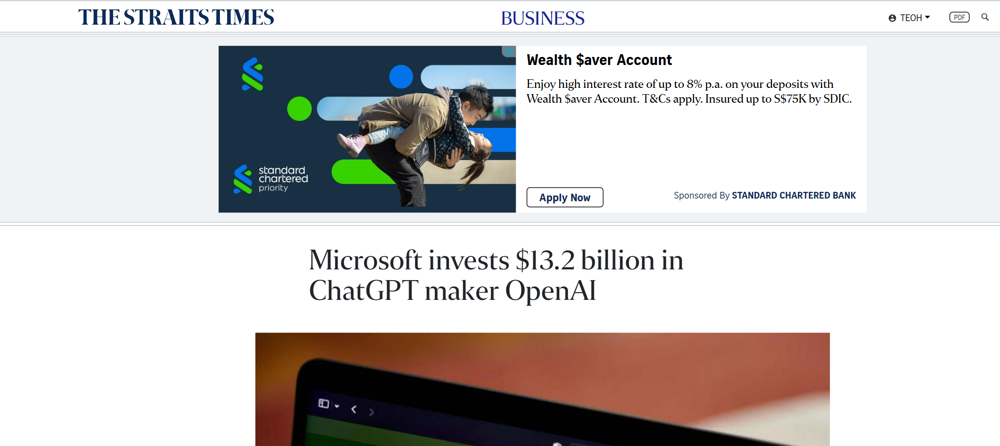 THE STRAITS TIMES
BUSINESS
TEOH
PDF
Wealth $aver Account
Enjoy high interest rate of up to 8% p.a. on your deposits with
Wealth $aver Account. T&Cs apply. Insured up to S$75K by SDIC.
standard
chartered
priority
Apply Now
Sponsored By STANDARD CHARTERED BANK
Microsoft invests $13.2 billion in
ChatGPT maker OpenAI